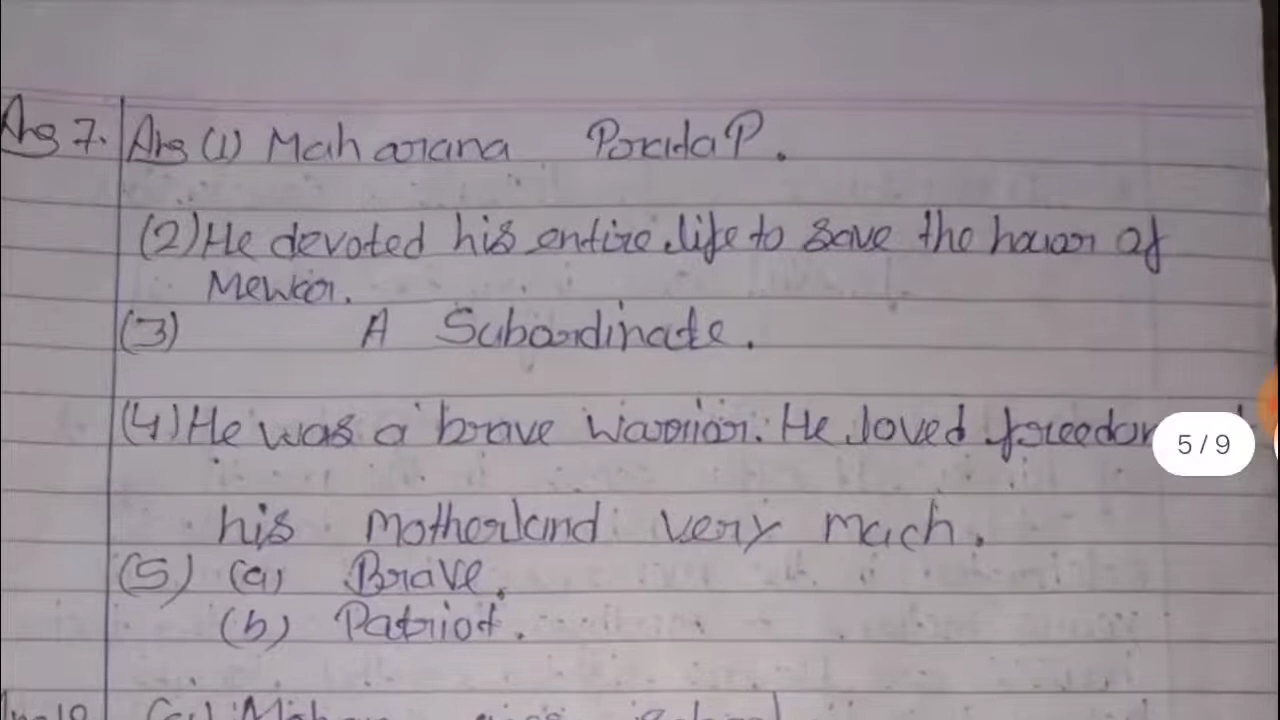 Ans 7. Ans (1) Maharana Pratap.
(2) He devoted his entire life to save the honor of
Mewar.
(3) A Subordinate.
(4) He was a brave warrior. He loved freedom
5 / 9
his motherland very much.
(5) (a) Brave.
(b) Patriot.